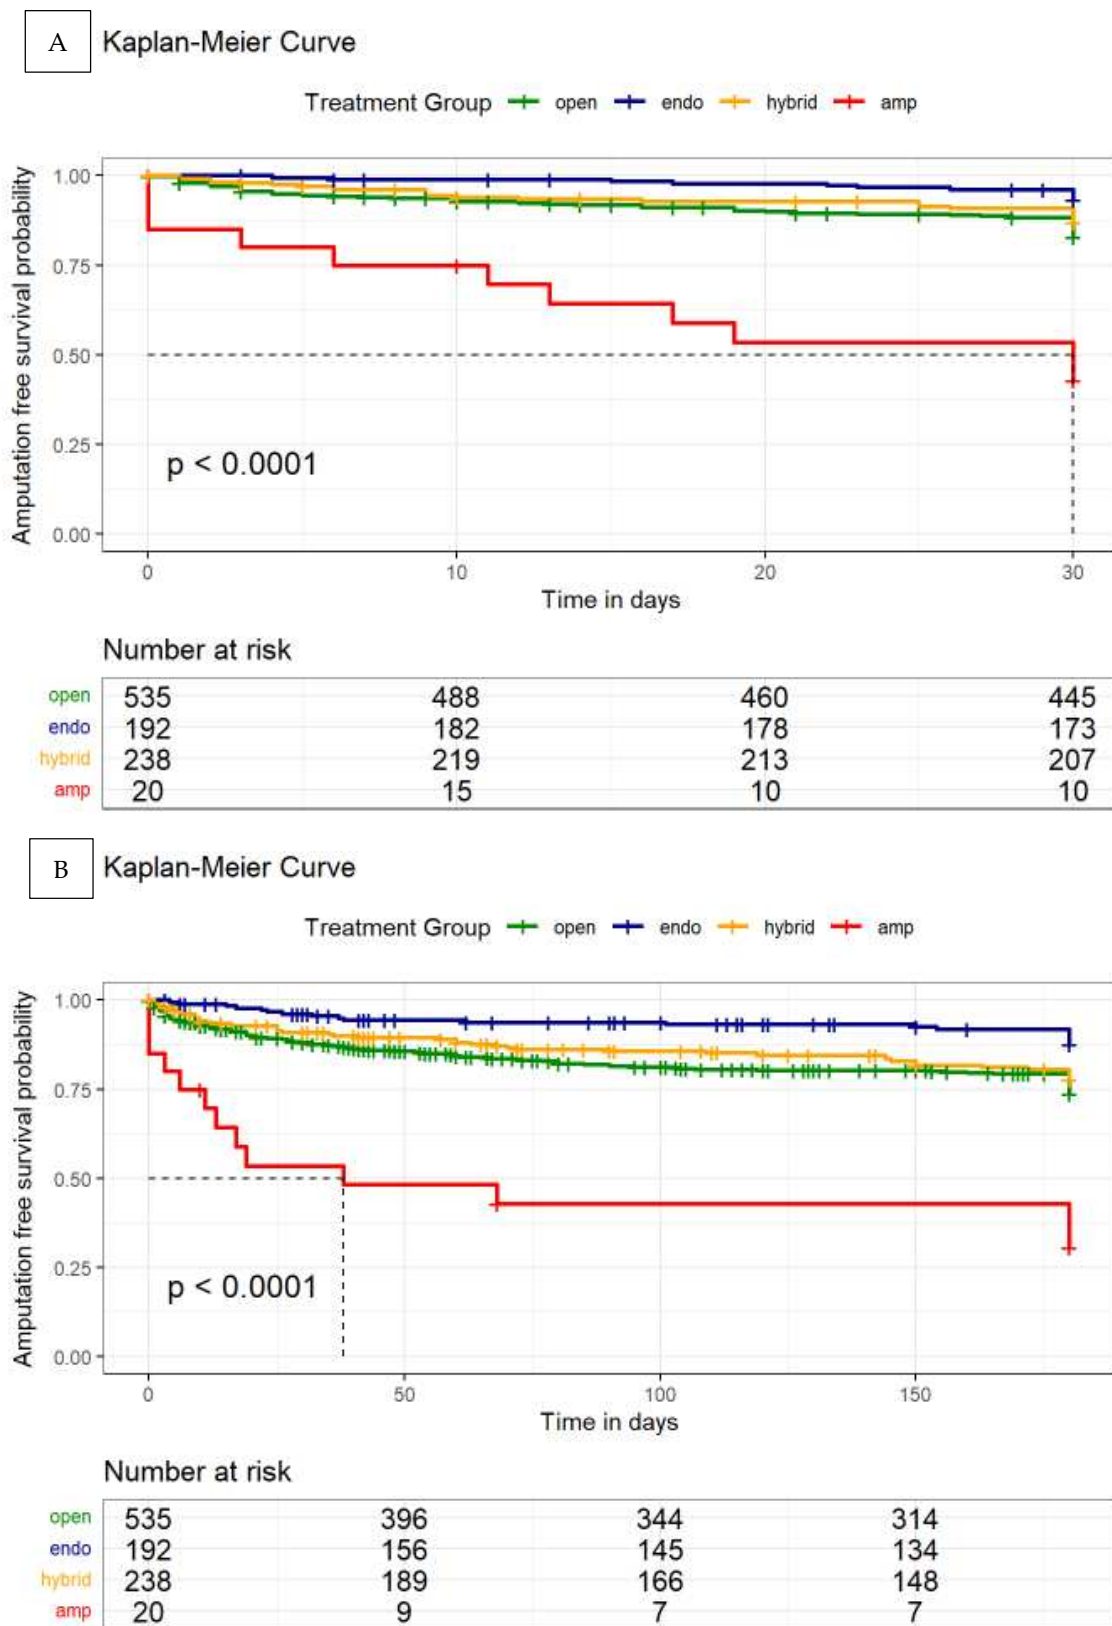 A Kaplan-Meier Curve
Treatment Group open endo hybrid amp
Amputation free survival probability
1.00
0.75
0.50
0.25
0.00
p < 0.0001
0 10 20 30
Time in days
Number at risk
open 535 488 460 445
endo 192 182 178 173
hybrid 238 219 213 207
amp 20 15 10 10
B Kaplan-Meier Curve
Treatment Group open endo hybrid amp
Amputation free survival probability
1.00
0.75
0.50
0.25
0.00
p < 0.0001
0 50 100 150
Time in days
Number at risk
open 535 396 344 314
endo 192 156 145 134
hybrid 238 189 166 148
amp 20 9 7 7